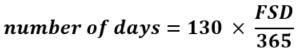 number of days = 130 × FSD/365